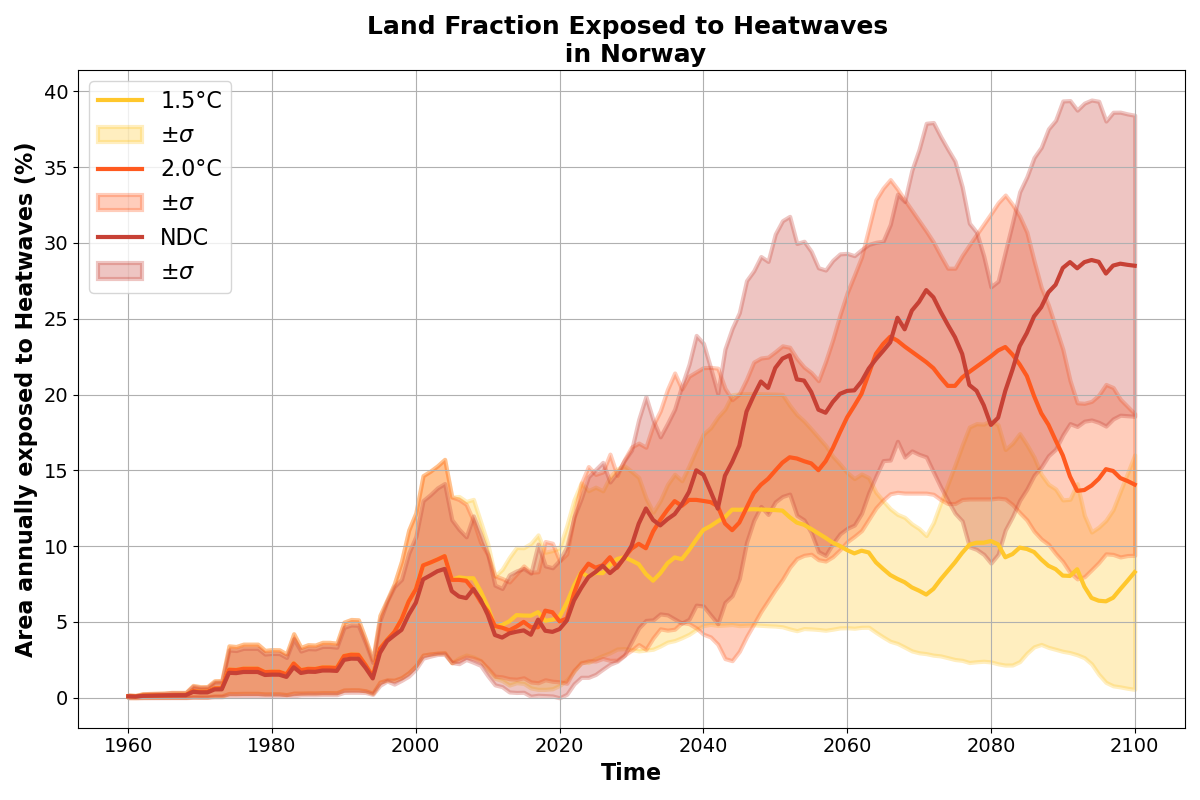 Land Fraction Exposed to Heatwaves
in Norway
Area annually exposed to Heatwaves (%)
40
35
30
25
20
15
10
5
0
1.5°C
±σ
2.0°C
±σ
NDC
±σ
1960 1980 2000 2020 2040 2060 2080 2100
Time